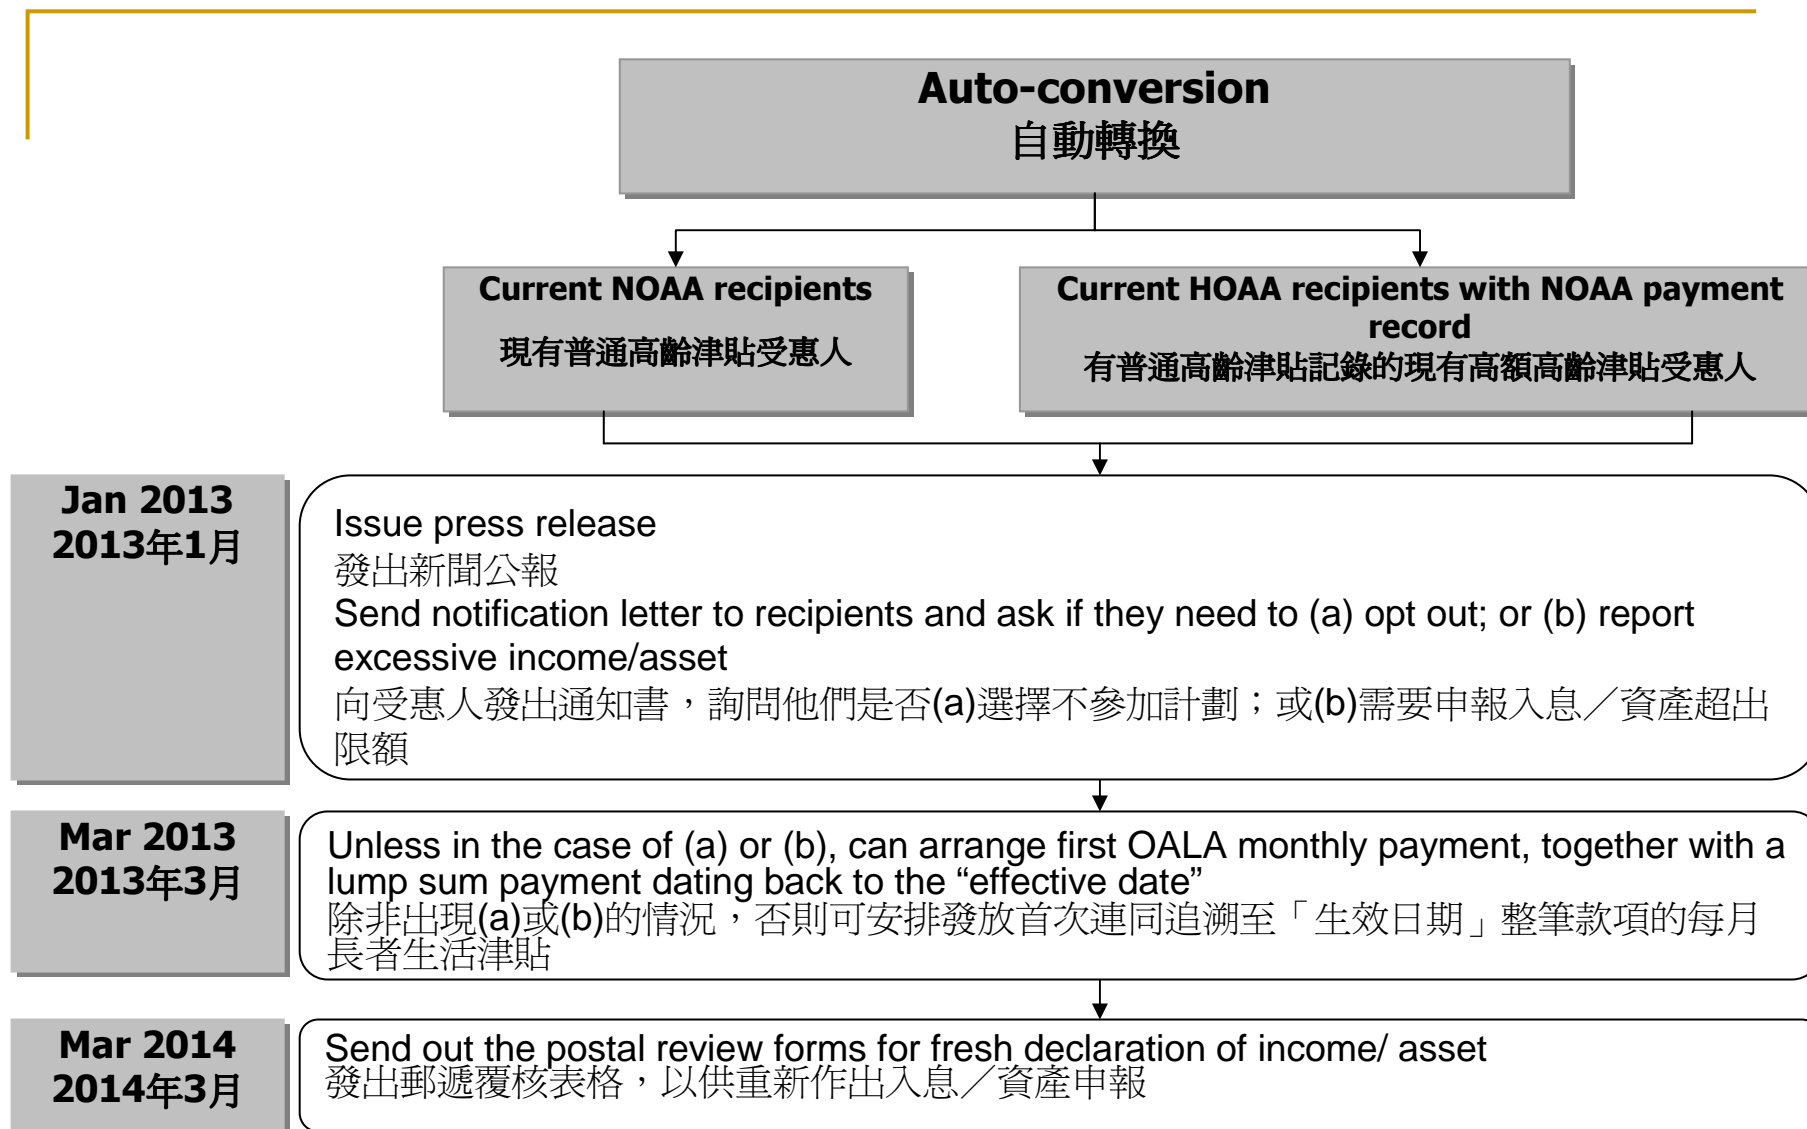 Auto-conversion
自動轉換
Current NOAA recipients
現有普通高齡津貼受惠人
Current HOAA recipients with NOAA payment
record
有普通高齡津貼記錄的現有高額高齡津貼受惠人
Jan 2013
2013年1月
Issue press release
發出新聞公報
Send notification letter to recipients and ask if they need to (a) opt out; or (b) report
excessive income/asset
向受惠人發出通知書，詢問他們是否(a)選擇不參加計劃；或(b)需要申報入息／資產超出
限額
Mar 2013
2013年3月
Unless in the case of (a) or (b), can arrange first OALA monthly payment, together with a
lump sum payment dating back to the “effective date”
除非出現(a)或(b)的情況，否則可安排發放首次連同追溯至「生效日期」整筆款項的每月
長者生活津貼
Mar 2014
2014年3月
Send out the postal review forms for fresh declaration of income/ asset
發出郵遞覆核表格，以供重新作出入息／資產申報